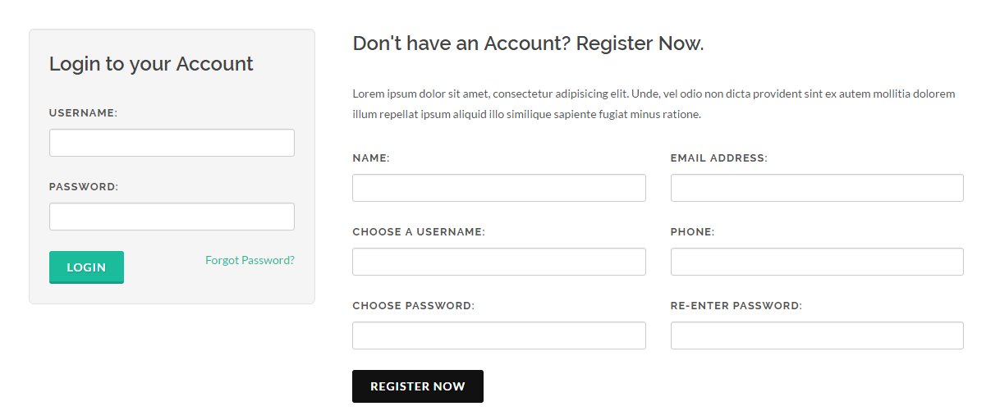 Login to your Account
USERNAME:
PASSWORD:
LOGIN
Forgot Password?
Don't have an Account? Register Now.
Lorem ipsum dolor sit amet, consectetur adipisicing elit. Unde, vel odio non dicta provident sint ex autem mollitia dolorem
illum repellat ipsum aliquid illo similique sapiente fugiat minus ratione.
NAME:
EMAIL ADDRESS:
CHOOSE A USERNAME:
PHONE:
CHOOSE PASSWORD:
RE-ENTER PASSWORD:
REGISTER NOW